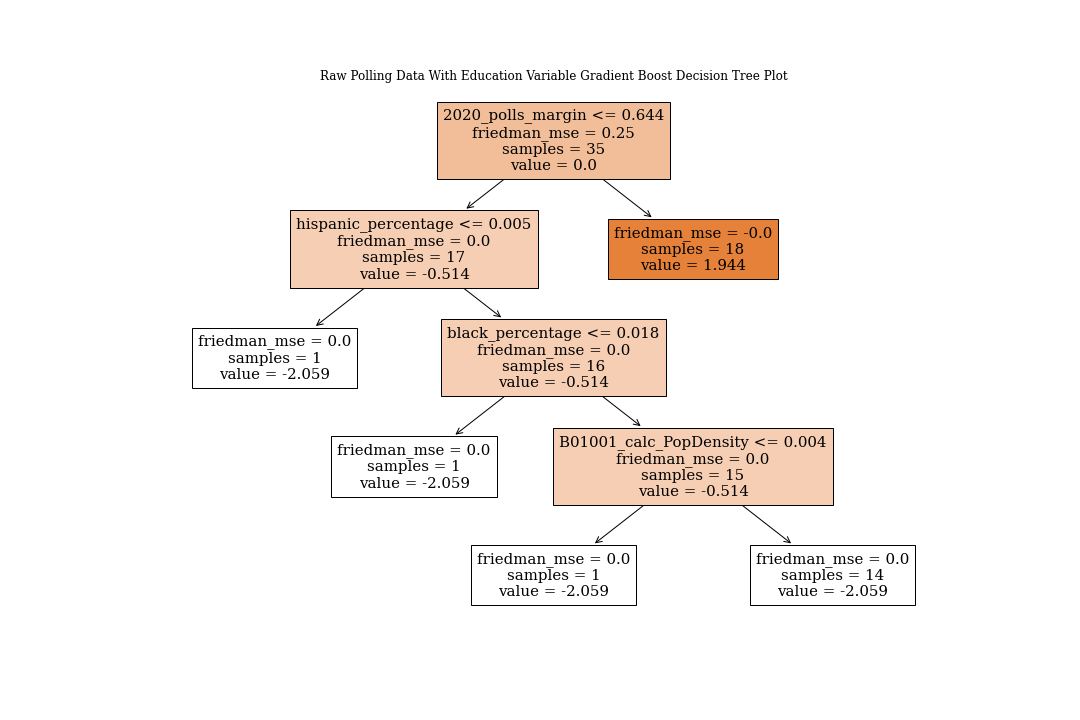 Raw Polling Data With Education Variable Gradient Boost Decision Tree Plot
2020_polls_margin <= 0.644
friedman_mse = 0.25
samples = 35
value = 0.0
hispanic_percentage <= 0.005
friedman_mse = 0.0
samples = 17
value = -0.514
friedman_mse = -0.0
samples = 18
value = 1.944
friedman_mse = 0.0
samples = 1
value = -2.059
black_percentage <= 0.018
friedman_mse = 0.0
samples = 16
value = -0.514
friedman_mse = 0.0
samples = 1
value = -2.059
B01001_calc_PopDensity <= 0.004
friedman_mse = 0.0
samples = 15
value = -0.514
friedman_mse = 0.0
samples = 1
value = -2.059
friedman_mse = 0.0
samples = 14
value = -2.059